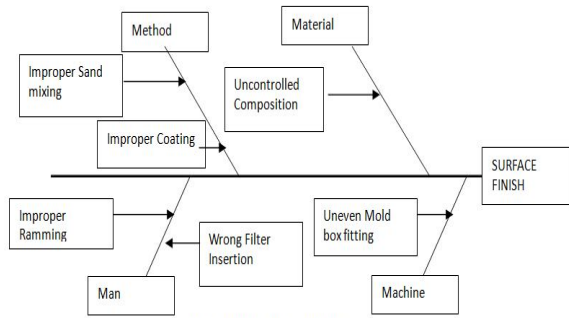 Method
Material
Improper Sand
mixing
Uncontrolled
Composition
Improper Coating
SURFACE
FINISH
Improper
Ramming
Wrong Filter
Insertion
Uneven Mold
box fitting
Man
Machine